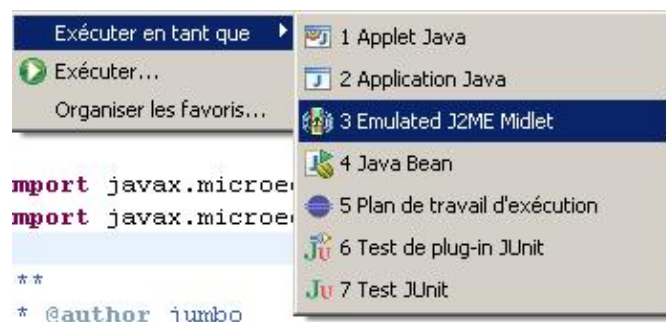 Exécuter en tant que
Exécuter...
Organiser les favoris...
1 Applet Java
2 Application Java
3 Emulated J2ME Midlet
4 Java Bean
5 Plan de travail d'exécution
6 Test de plug-in JUnit
7 Test JUnit
mport javax.microe
mport javax.microe
**
* @author jumbo